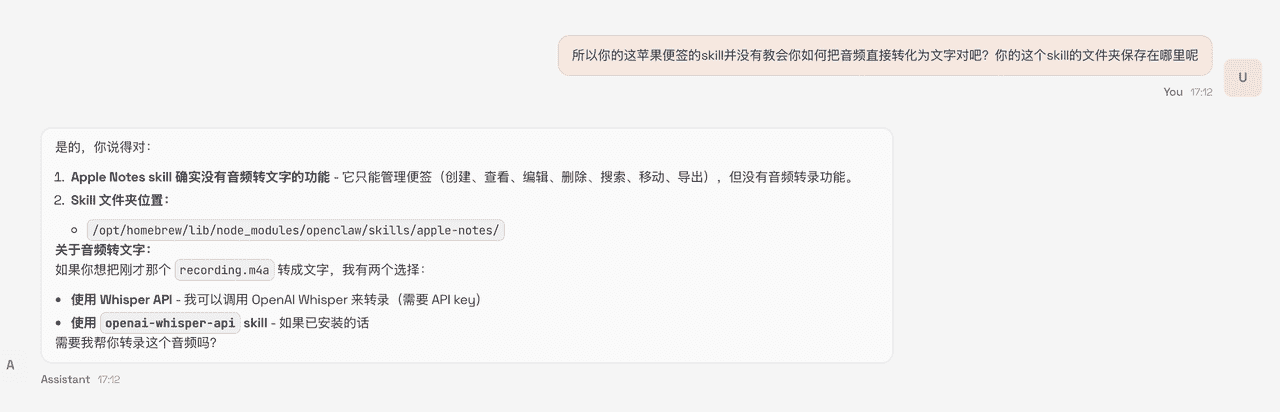 所以你的这苹果便签的skill并没有教会你如何把音频直接转化为文字对吧？你的这个skill的文件夹保存在哪里呢
U
You 17:12
是的，你说得对：
1. Apple Notes skill 确实没有音频转文字的功能 - 它只能管理便签（创建、查看、编辑、删除、搜索、移动、导出），但没有音频转录功能。
2. Skill 文件夹位置：
○ /opt/homebrew/lib/node_modules/openclaw/skills/apple-notes/
关于音频转文字：
如果你想把刚才那个 recording.m4a 转成文字，我有两个选择：
• 使用 Whisper API - 我可以调用 OpenAI Whisper 来转录（需要 API key）
• 使用 openai-whisper-api skill - 如果已安装的话
需要我帮你转录这个音频吗？
A
Assistant 17:12